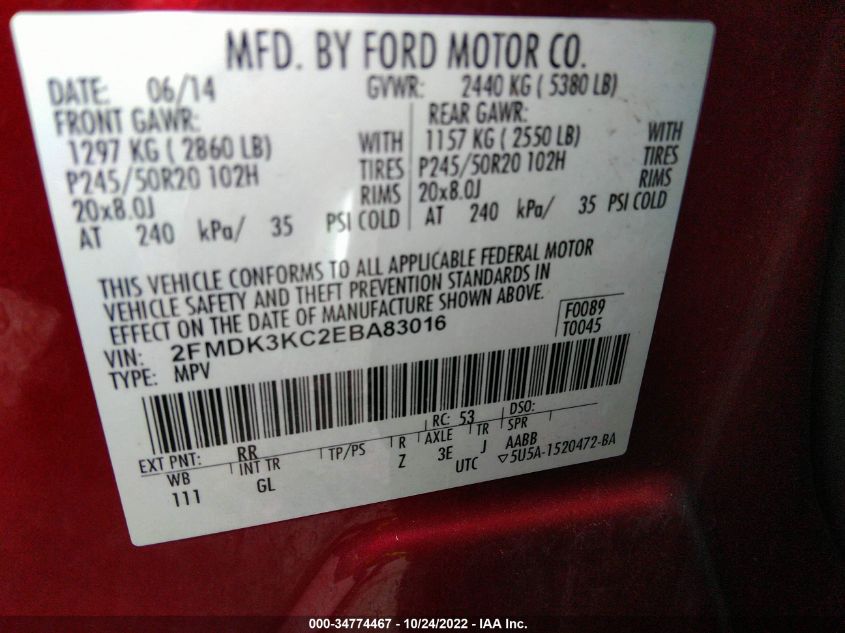 MFD. BY FORD MOTOR CO.
DATE: 06/14 GVWR: 2440 KG ( 5380 LB)
FRONT GAWR: REAR GAWR:
1297 KG ( 2860 LB) WITH 1157 KG ( 2550 LB) WITH
P245/50R20 102H TIRES P245/50R20 102H TIRES
20x8.0J RIMS 20x8.0J RIMS
AT 240 kPa/ 35 PSI COLD AT 240 kPa/ 35 PSI COLD
THIS VEHICLE CONFORMS TO ALL APPLICABLE FEDERAL MOTOR
VEHICLE SAFETY AND THEFT PREVENTION STANDARDS IN
EFFECT ON THE DATE OF MANUFACTURE SHOWN ABOVE.
F0089
VIN: 2FMDK3KC2EBA83016 T0045
TYPE: MPV
EXT PNT: RR RC: 53 DSO:
WB INT TR TP/PS R AXLE TR SPR
111 GL Z 3E J AABB
UTC ▽5U5A-1520472-BA
000-34774467 - 10/24/2022 - IAA Inc.